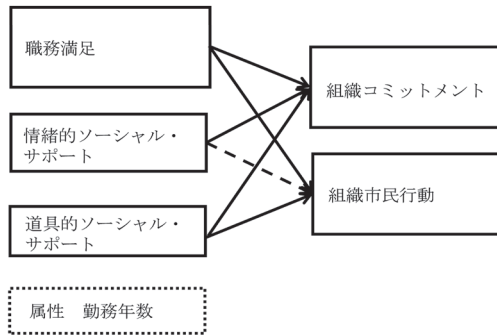 職務満足
情緒的ソーシャル・
サポート
道具的ソーシャル・
サポート
属性　勤務年数
組織コミットメント
組織市民行動